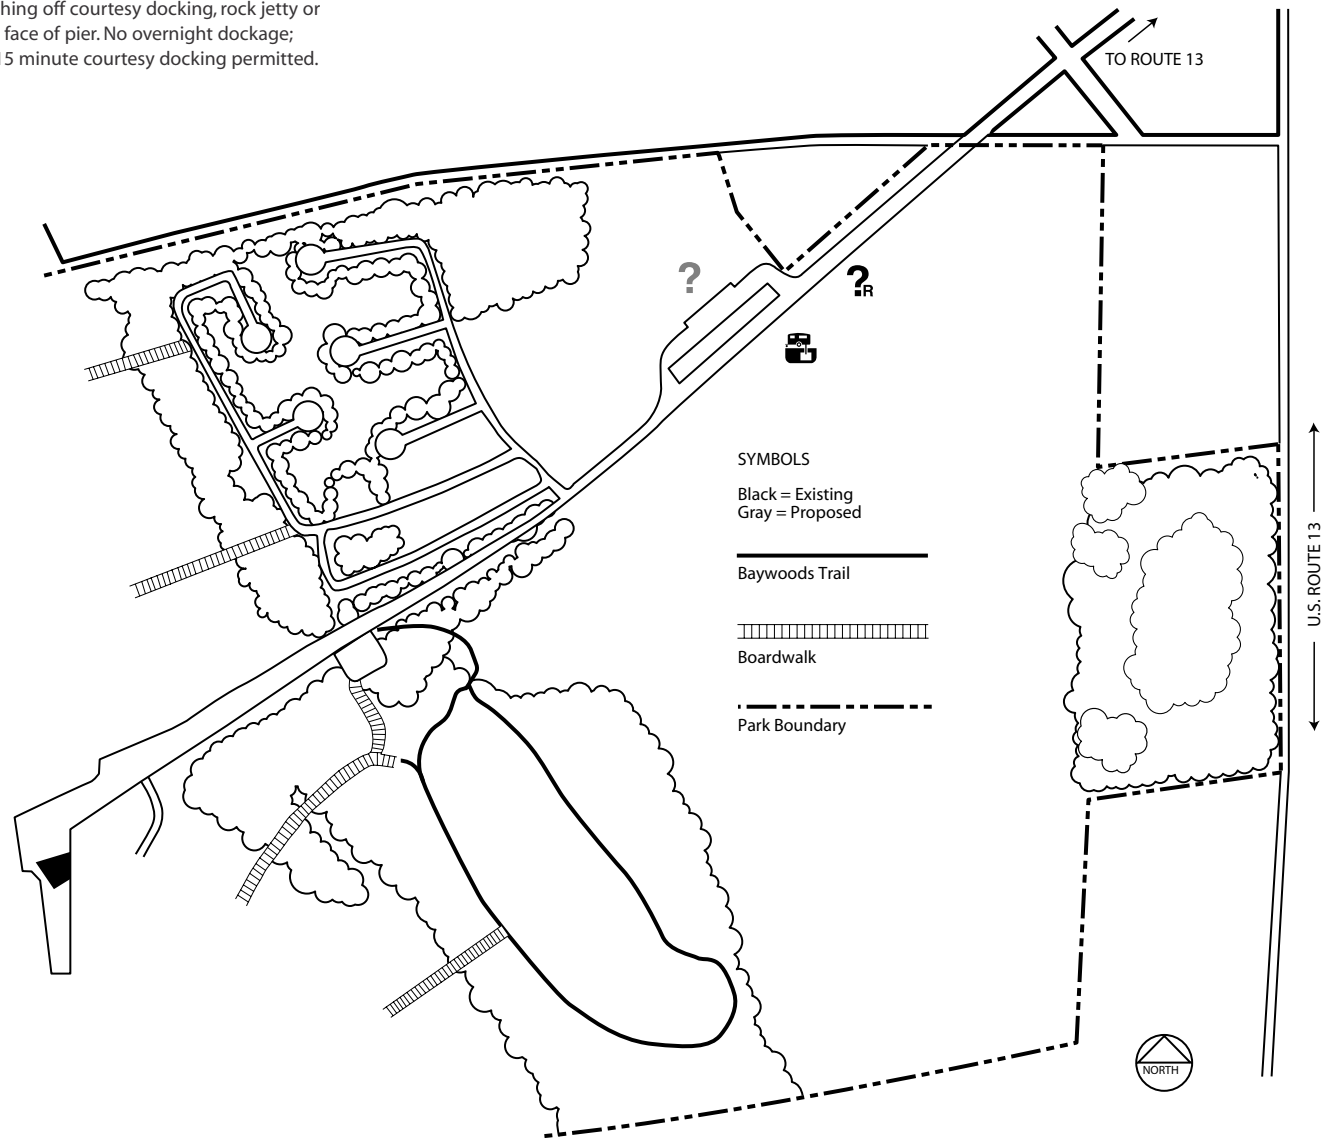 hing off courtesy docking, rock jetty or
face of pier. No overnight dockage;
15 minute courtesy docking permitted.
TO ROUTE 13
?
?R
SYMBOLS
Black = Existing
Gray = Proposed
Baywoods Trail
Boardwalk
Park Boundary
U.S. ROUTE 13
NORTH